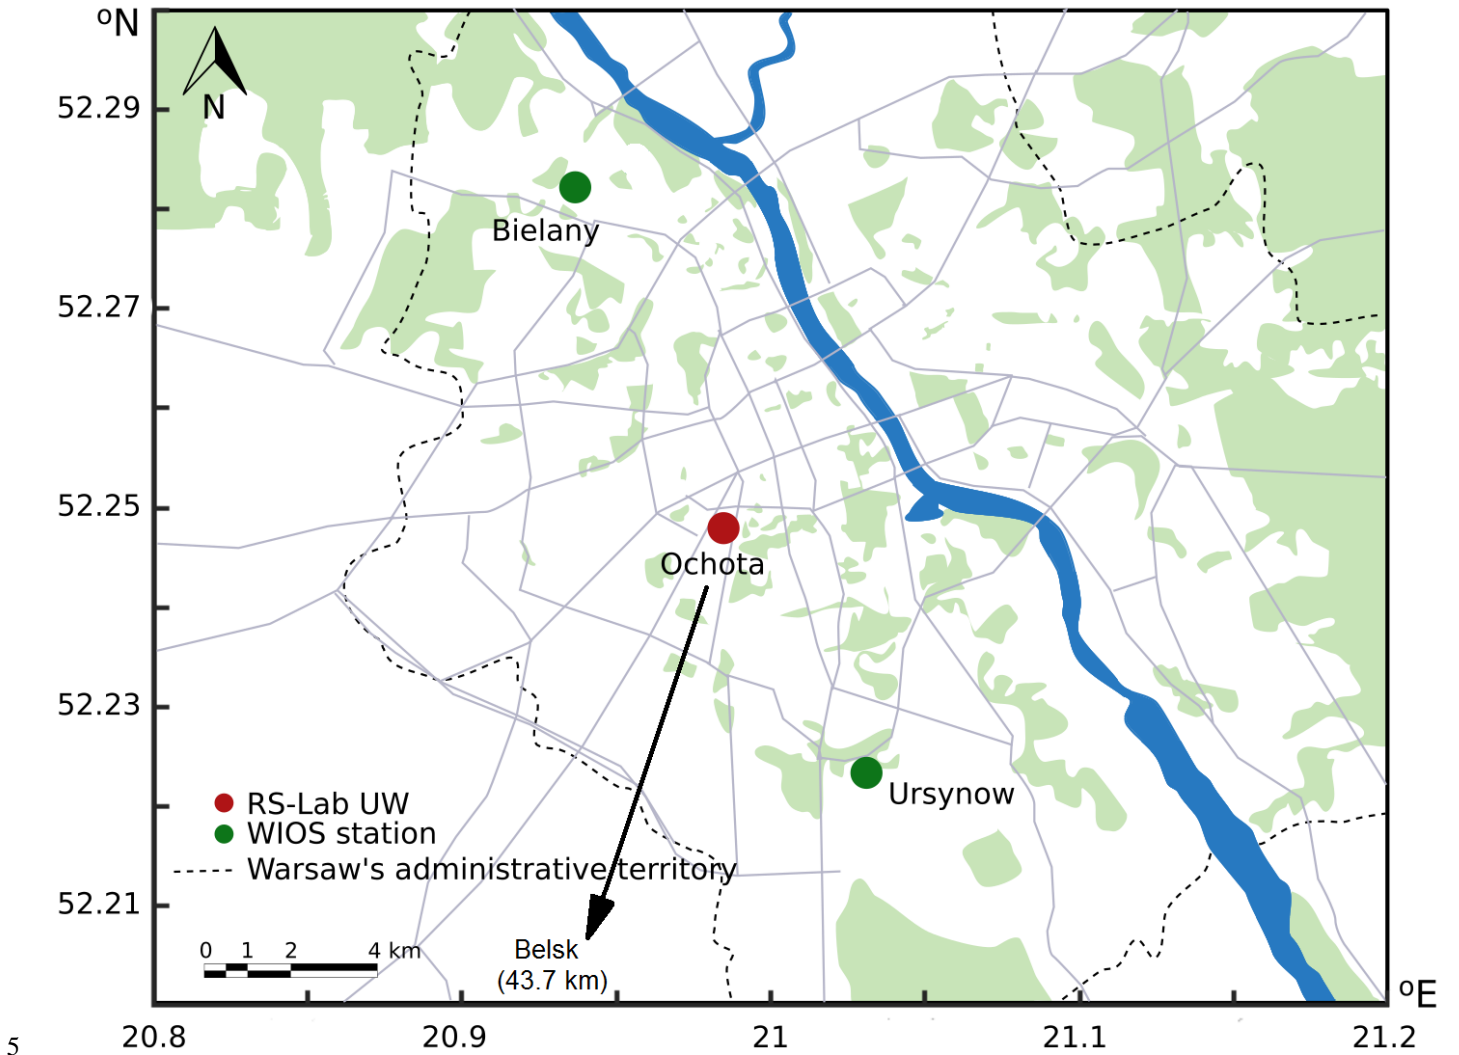 ºN
N
52.29
Bielany
52.27
52.25
Ochota
52.23
Ursynow
RS-Lab UW
WIOS station
Warsaw's administrative territory
52.21
0 1 2 4 km
Belsk
(43.7 km)
ºE
20.8 20.9 21 21.1 21.2
5